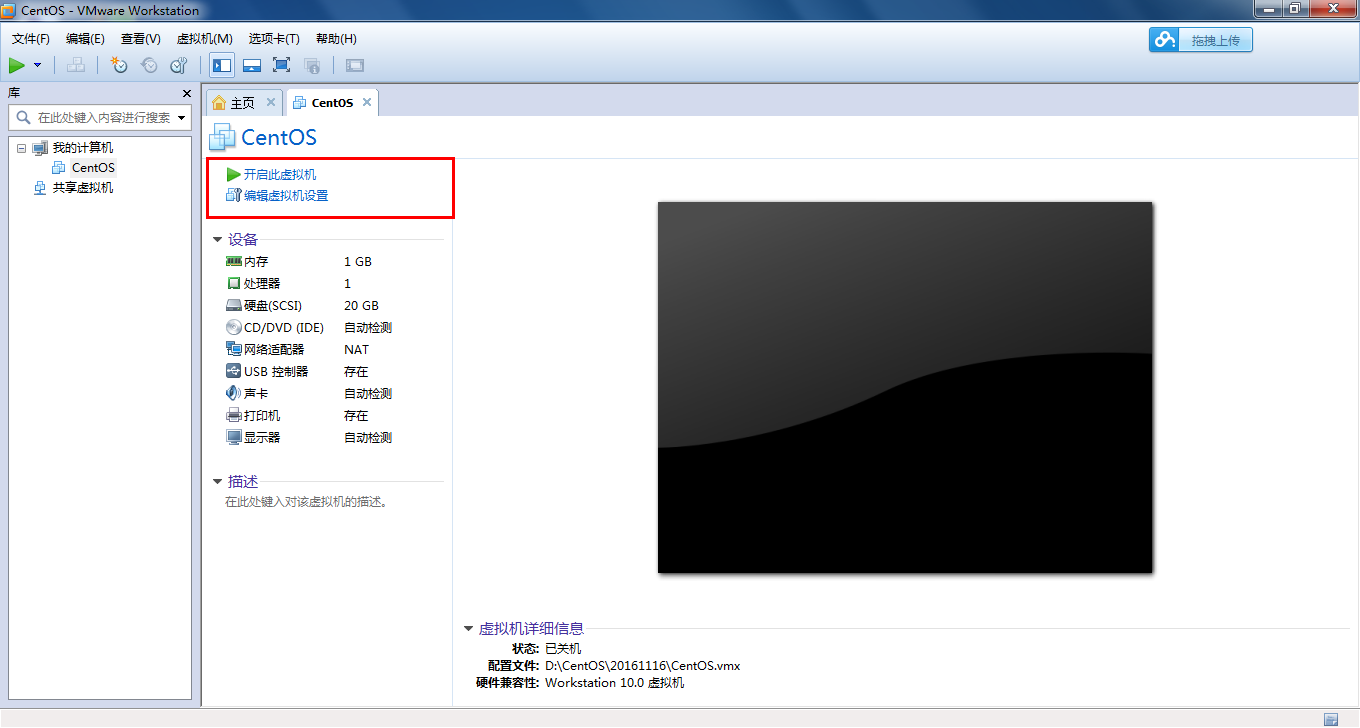 CentOS - VMware Workstation
文件(F) 编辑(E) 查看(V) 虚拟机(M) 选项卡(T) 帮助(H)
拖拽上传
库
在此处键入内容进行搜索
我的计算机
CentOS
共享虚拟机
主页
CentOS
CentOS
开启此虚拟机
编辑虚拟机设置
设备
内存 1 GB
处理器 1
硬盘(SCSI) 20 GB
CD/DVD (IDE) 自动检测
网络适配器 NAT
USB 控制器 存在
声卡 自动检测
打印机 存在
显示器 自动检测
描述
在此处键入对该虚拟机的描述。
虚拟机详细信息
状态: 已关机
配置文件: D:\CentOS\20161116\CentOS.vmx
硬件兼容性: Workstation 10.0 虚拟机